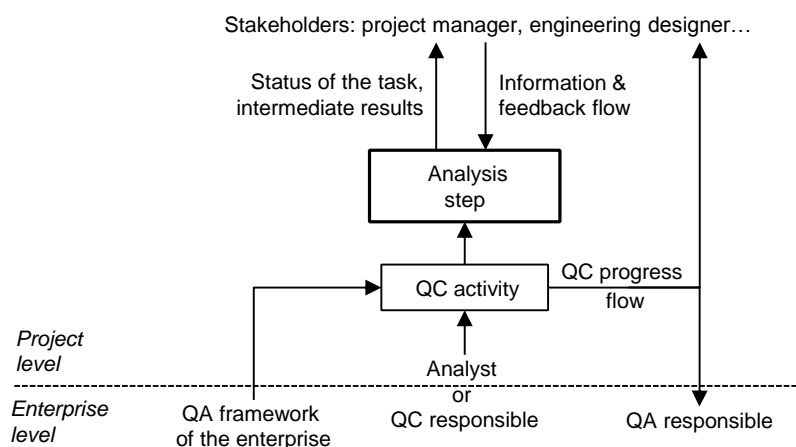 Stakeholders: project manager, engineering designer…
Status of the task,
intermediate results
Information &
feedback flow
Analysis
step
QC activity
QC progress
flow
Project
level
Analyst
or
QC responsible
Enterprise
level
QA framework
of the enterprise
QA responsible